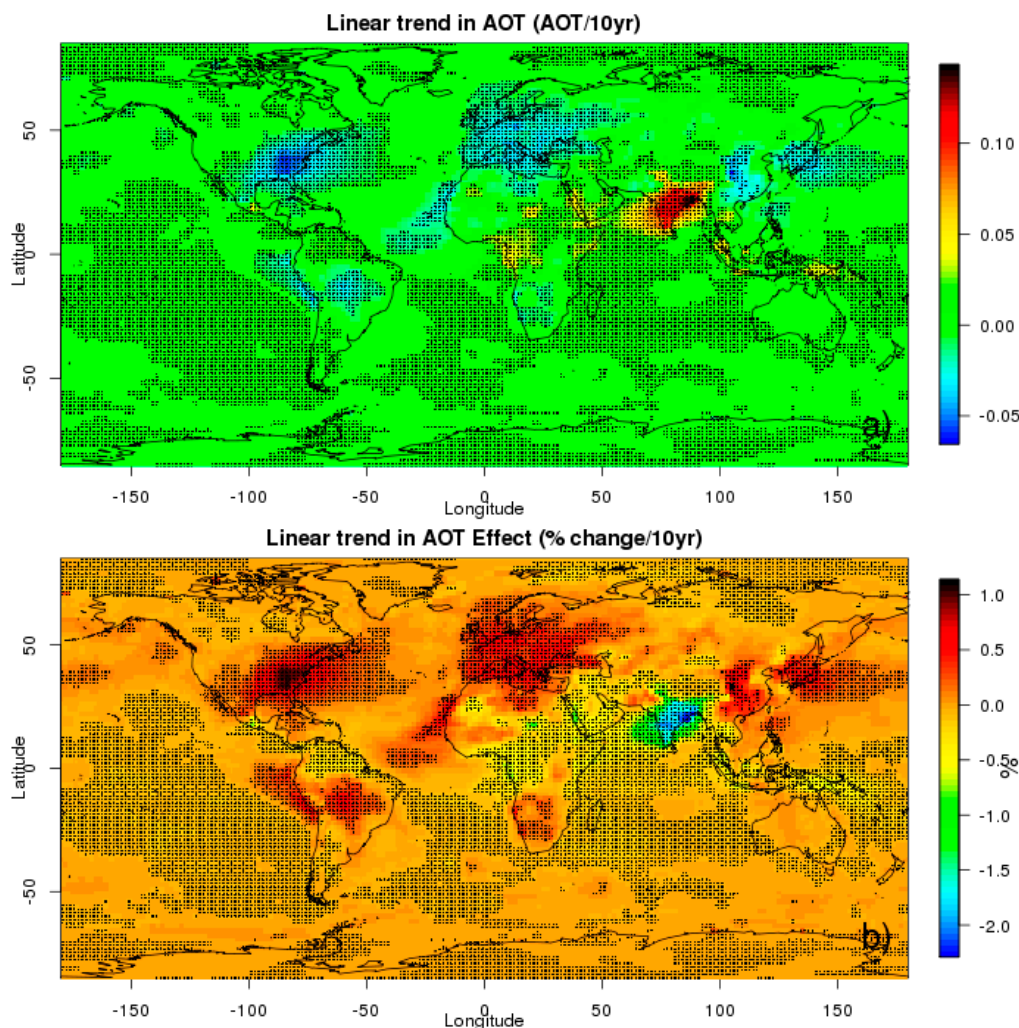 Linear trend in AOT (AOT/10yr)
Latitude
50
0
-50
a)
0.10
0.05
0.00
-0.05
-150 -100 -50 0 50 100 150
Longitude
Linear trend in AOT Effect (% change/10yr)
Latitude
50
0
-50
b)
1.0
0.5
0.0
-0.5
-1.0
-1.5
-2.0
%
-150 -100 -50 0 50 100 150
Longitude